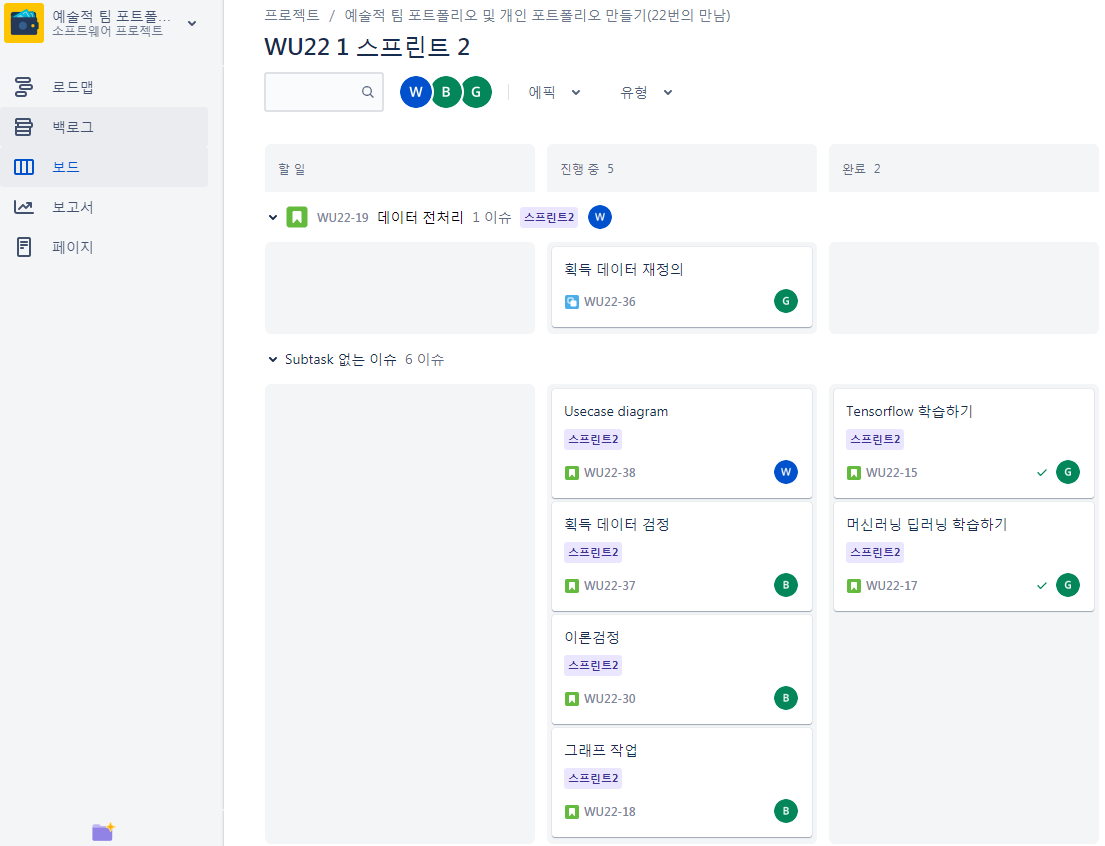 예술적 팀 포트폴...
소프트웨어 프로젝트
로드맵
백로그
보드
보고서
페이지
프로젝트 / 예술적 팀 포트폴리오 및 개인 포트폴리오 만들기(22번의 만남)
WU22 1 스프린트 2
W B G 에픽 유형
할 일 진행 중 5 완료 2
WU22-19 데이터 전처리 1 이슈 스프린트2 W
획득 데이터 재정의
WU22-36 G
Subtask 없는 이슈 6 이슈
Usecase diagram
스프린트2
WU22-38 W
획득 데이터 검정
스프린트2
WU22-37 B
이론검정
스프린트2
WU22-30 B
그래프 작업
스프린트2
WU22-18 B
Tensorflow 학습하기
스프린트2
WU22-15 G
머신러닝 딥러닝 학습하기
스프린트2
WU22-17 G